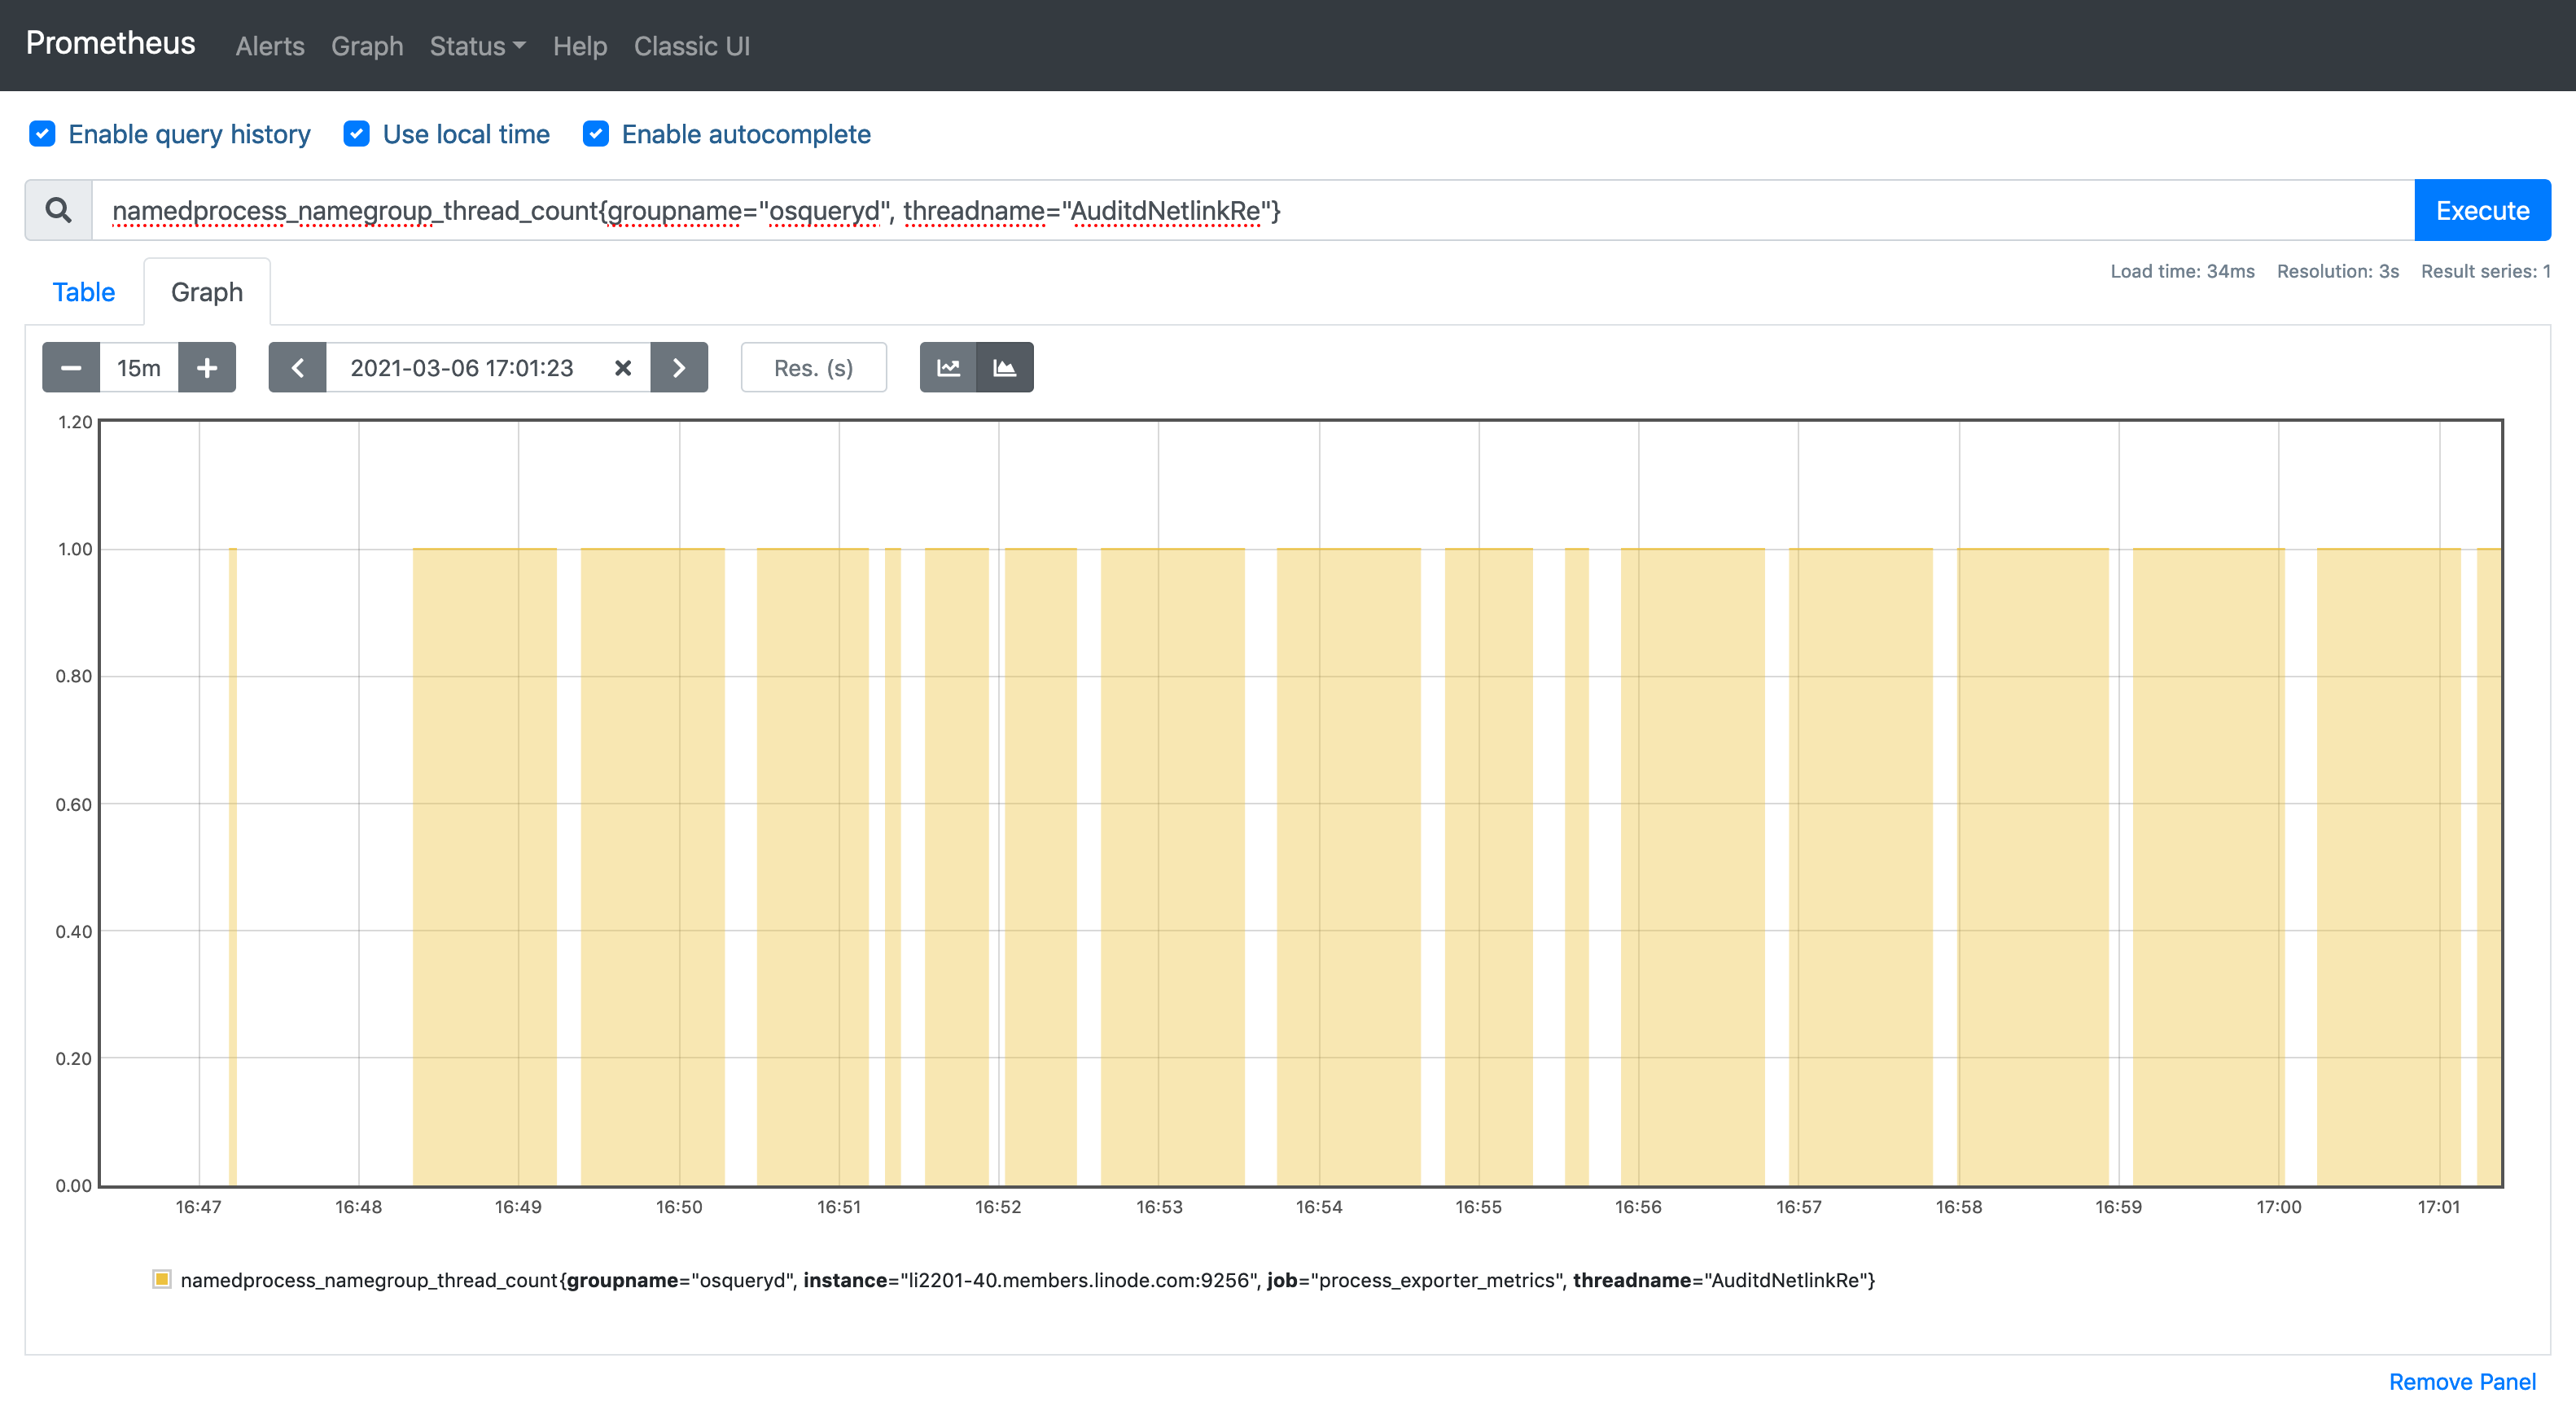 Prometheus Alerts Graph Status Help Classic UI
Enable query history Use local time Enable autocomplete
namedprocess_namegroup_thread_count{groupname="osqueryd", threadname="AuditdNetlinkRe"} Execute
Load time: 34ms Resolution: 3s Result series: 1
Table Graph
15m 2021-03-06 17:01:23 Res. (s)
1.20
1.00
0.80
0.60
0.40
0.20
0.00
16:47 16:48 16:49 16:50 16:51 16:52 16:53 16:54 16:55 16:56 16:57 16:58 16:59 17:00 17:01
namedprocess_namegroup_thread_count{groupname="osqueryd", instance="li2201-40.members.linode.com:9256", job="process_exporter_metrics", threadname="AuditdNetlinkRe"}
Remove Panel